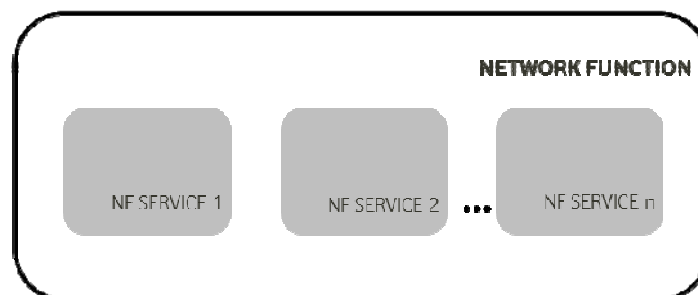 NETWORK FUNCTION
NF SERVICE 1
NF SERVICE 2
...
NF SERVICE n